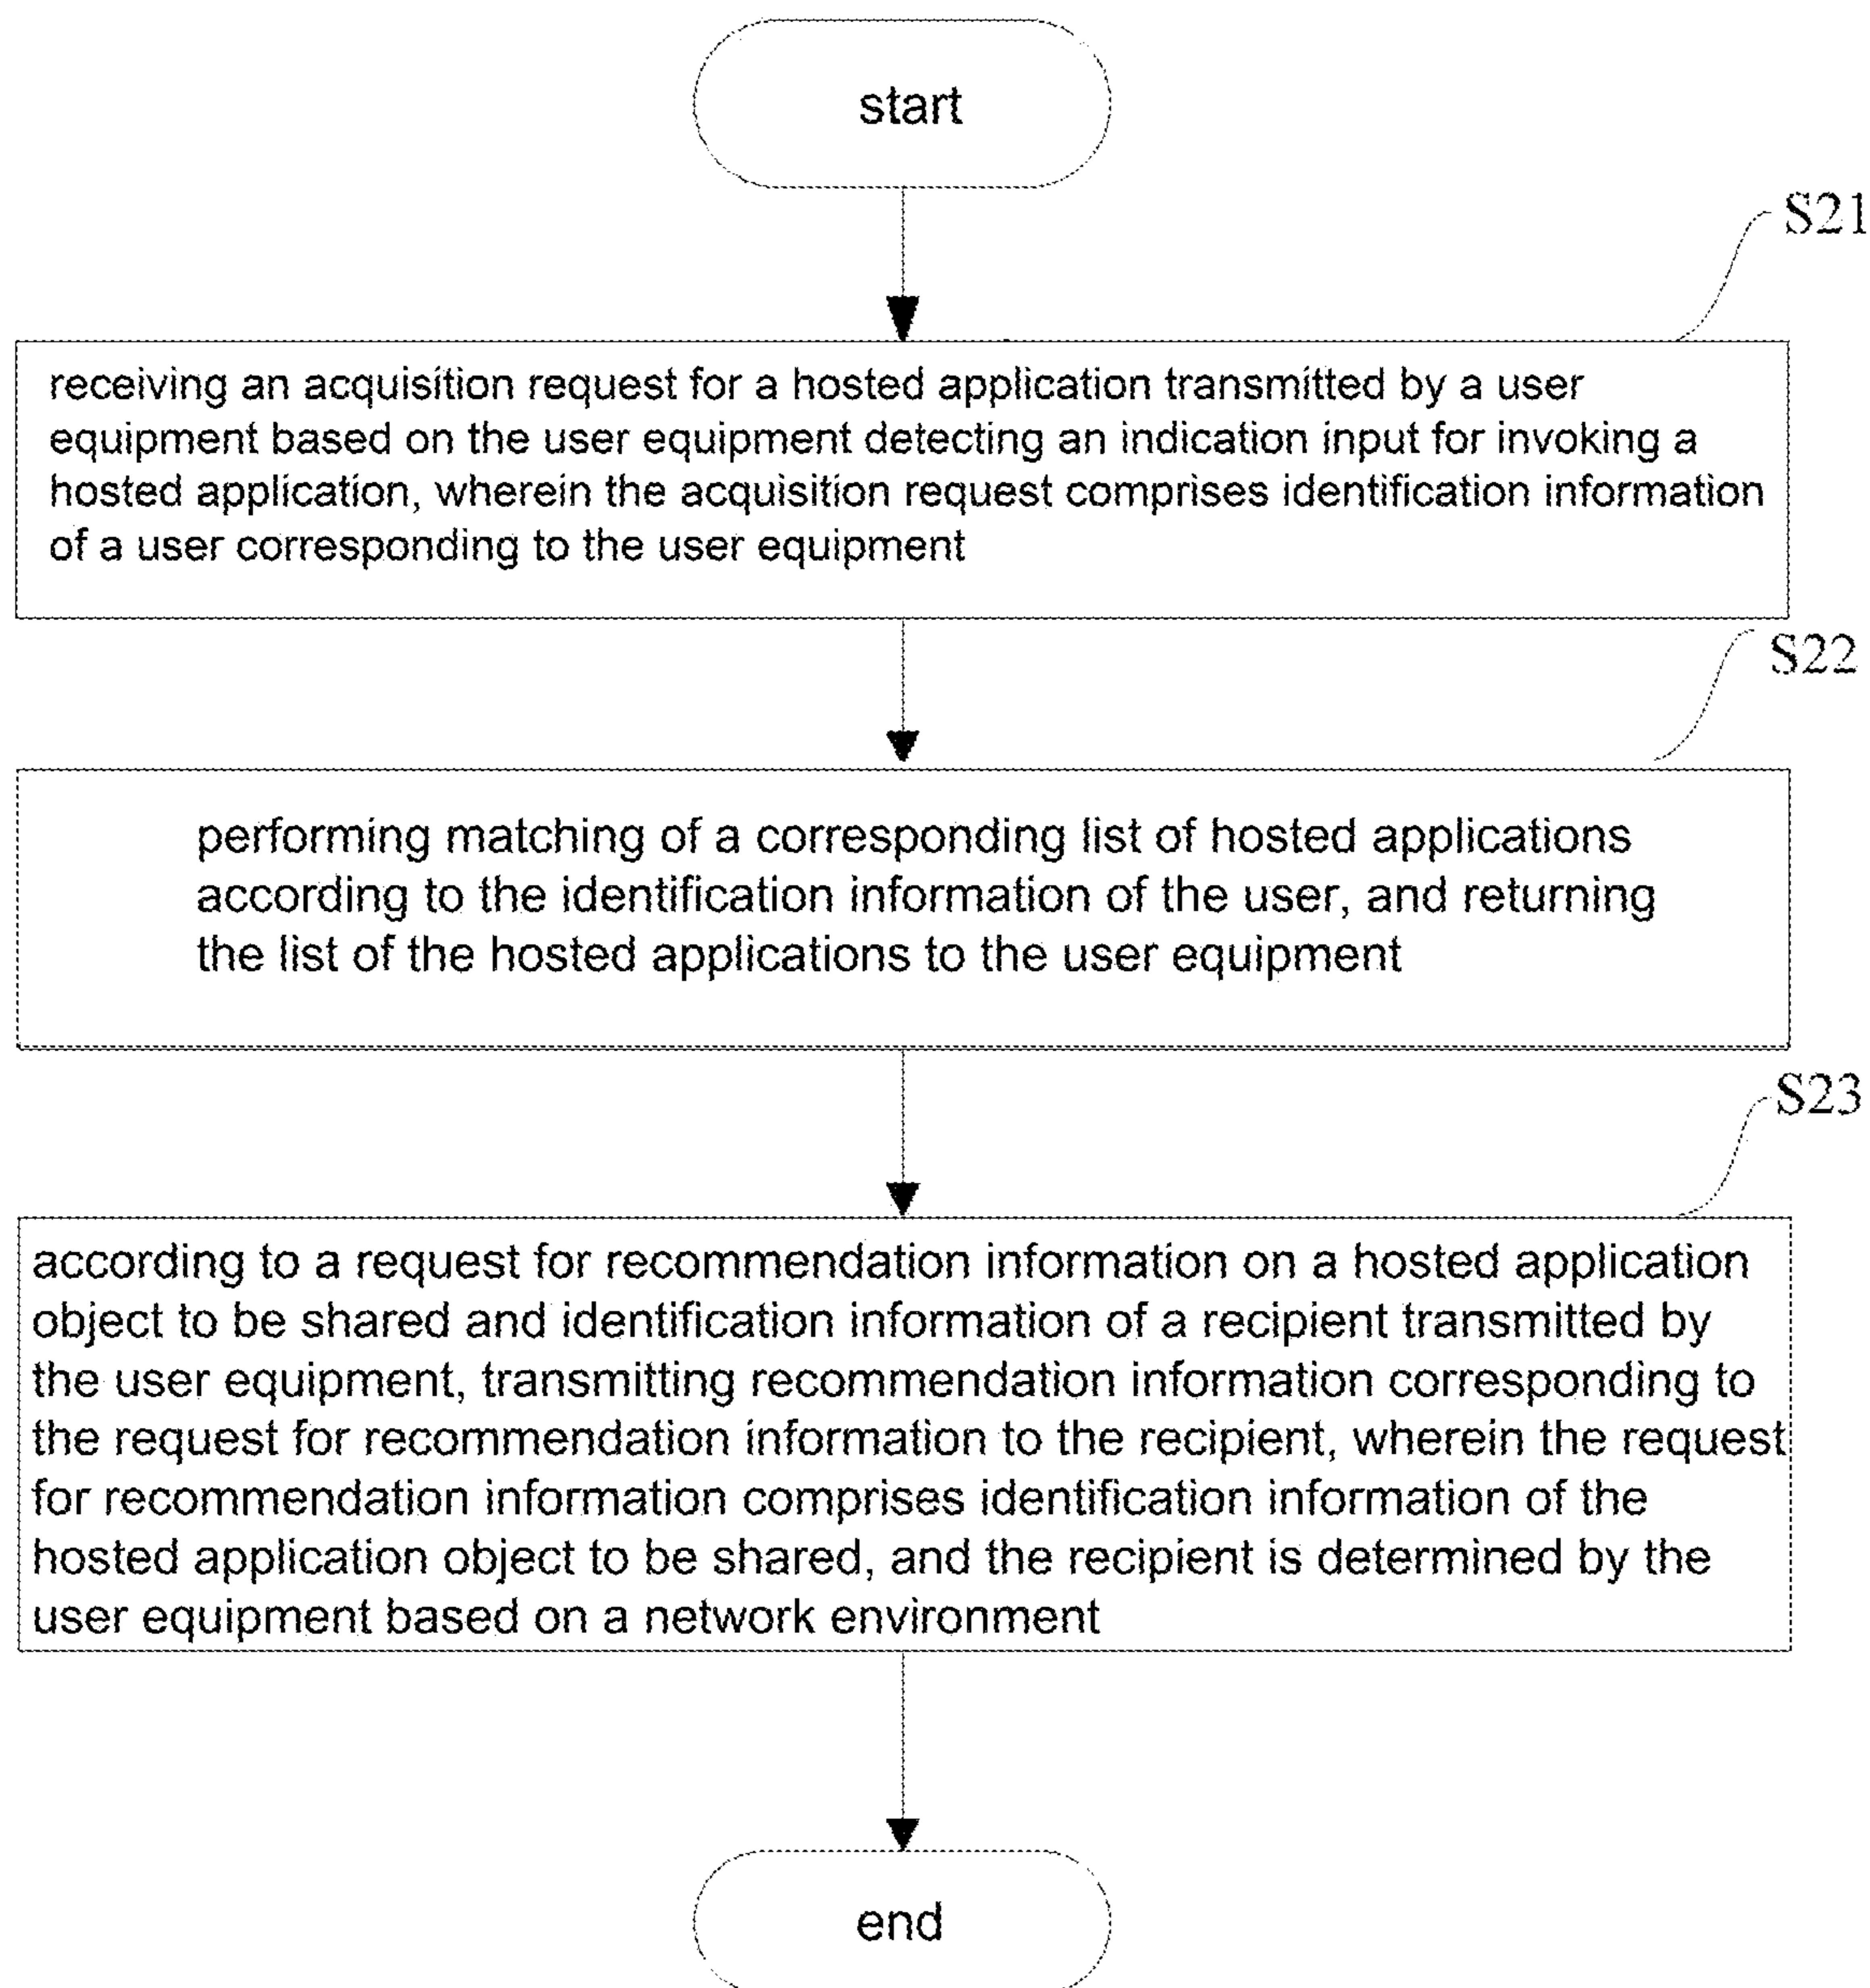 start
S21
receiving an acquisition request for a hosted application transmitted by a user
equipment based on the user equipment detecting an indication input for invoking a
hosted application, wherein the acquisition request comprises identification information
of a user corresponding to the user equipment
S22
performing matching of a corresponding list of hosted applications
according to the identification information of the user, and returning
the list of the hosted applications to the user equipment
S23
according to a request for recommendation information on a hosted application
object to be shared and identification information of a recipient transmitted by
the user equipment, transmitting recommendation information corresponding to
the request for recommendation information to the recipient, wherein the request
for recommendation information comprises identification information of the
hosted application object to be shared, and the recipient is determined by the
user equipment based on a network environment
end